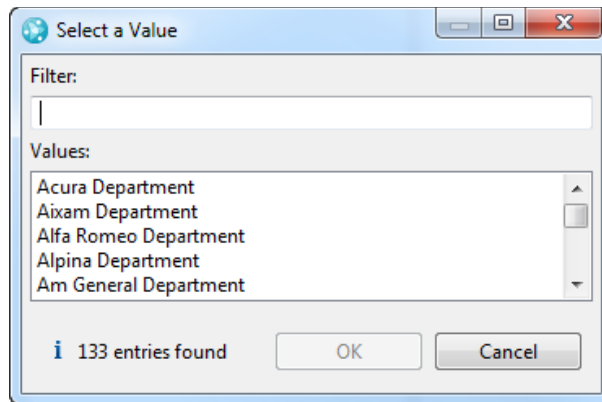 Select a Value
Filter:
Values:
Acura Department
Aixam Department
Alfa Romeo Department
Alpina Department
Am General Department
i 133 entries found
OK
Cancel